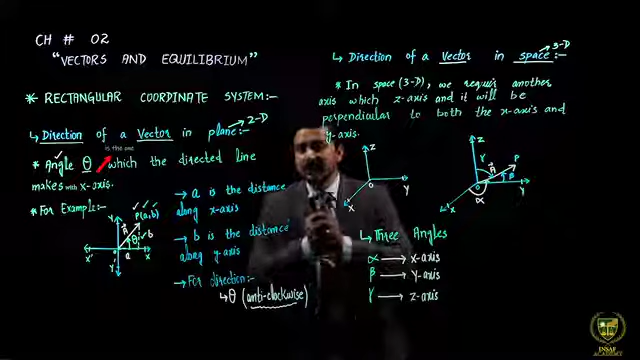 CH # 02
"VECTORS AND EQUILIBRIUM"
* RECTANGULAR COORDINATE SYSTEM:-
↳ Direction of a Vector in plane:- → 2-D
is the one
* Angle θ which the directed line
makes with x-axis.
* For Example:-
Y
P(a,b)
A
θ
b
X'
O
a
X
Y'
→ a is the distance
along x-axis
→ b is the distance
along y-axis
→ For direction:-
↳ θ (anti-clockwise)
↳ Direction of a Vector in space:- → 3-D
* In space (3-D), we require another
axis which z-axis and it will be
perpendicular to both the x-axis and
y-axis.
Z
O
Y
X
Z
P
γ
A
β
O
Y
α
X
↳ Three Angles
α → x-axis
β → y-axis
γ → z-axis
INSAF
ACADEMY